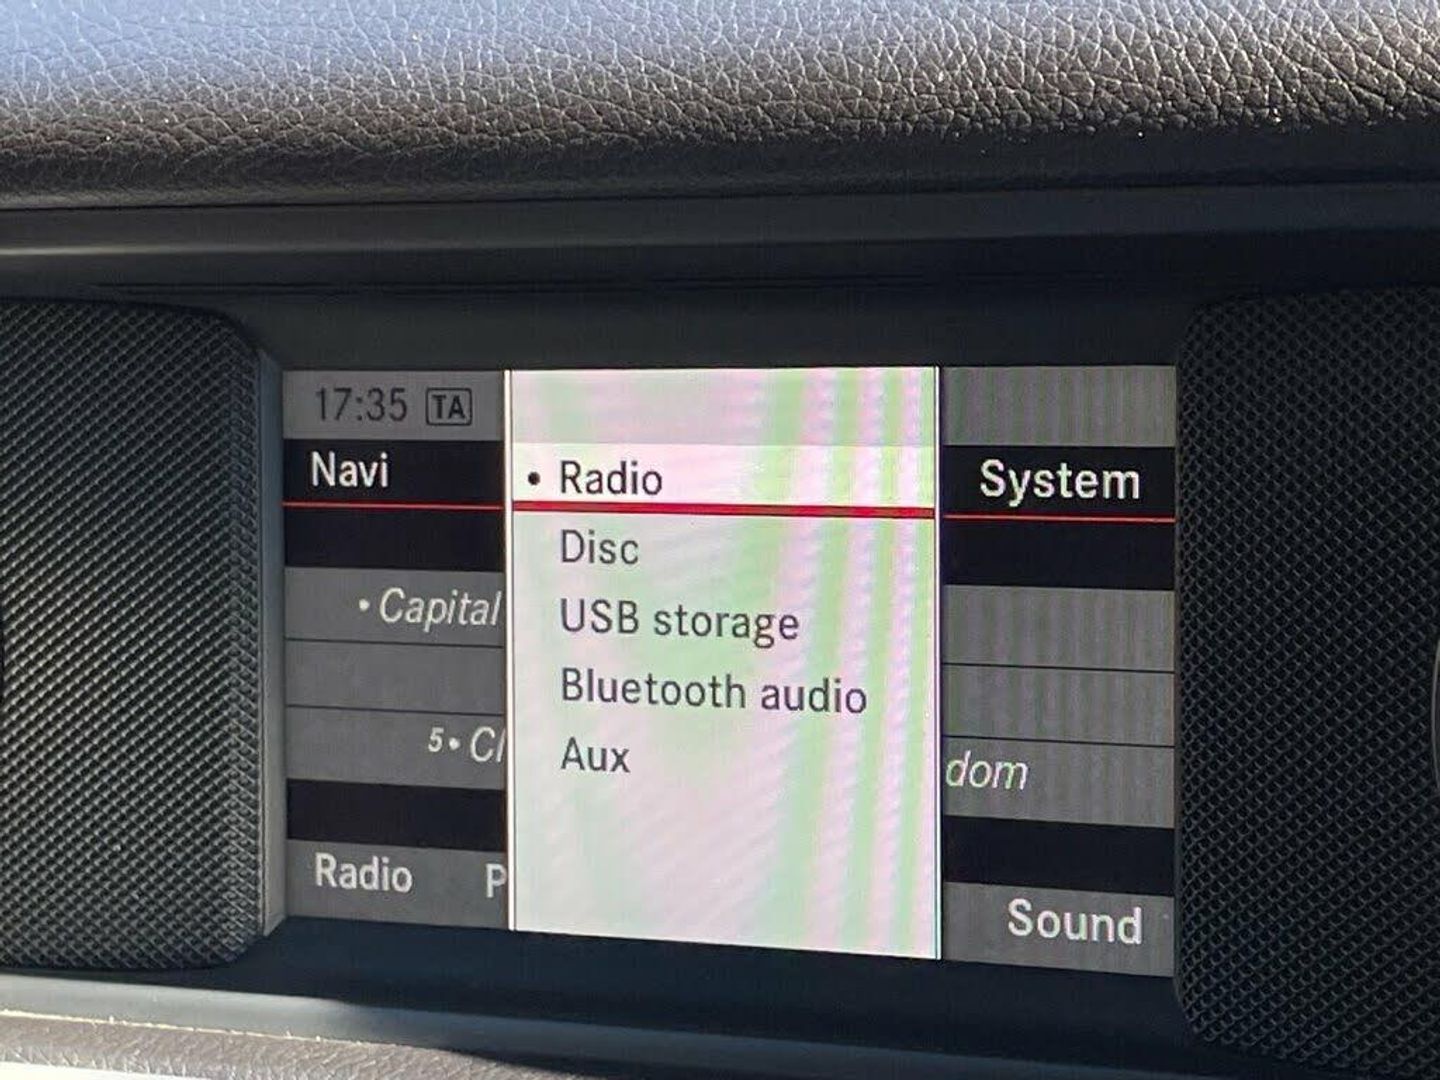 17:35 TA
Navi
System
• Radio
Disc
USB storage
Bluetooth audio
Aux
• Capital
5•
dom
Radio
Sound